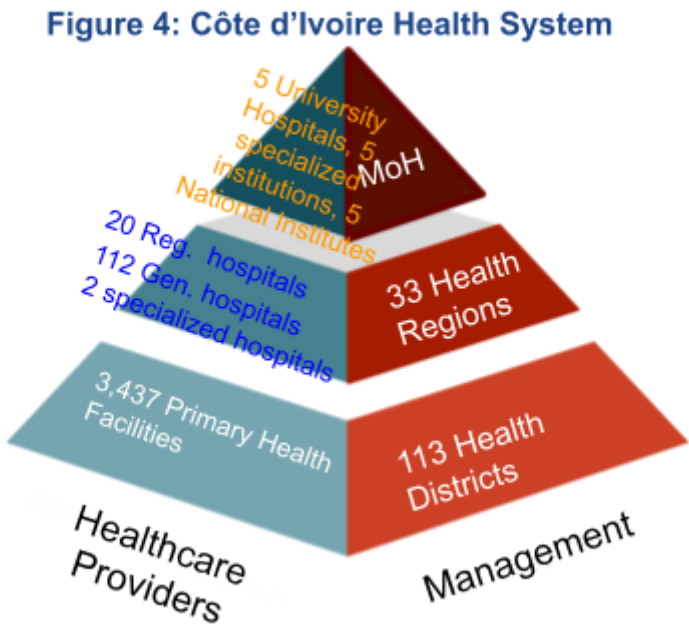 Figure 4: Côte d'Ivoire Health System
5 University
Hospitals, 5
specialized
institutions, 5
National Institutes
MoH
20 Reg. hospitals
112 Gen. hospitals
2 specialized hospitals
33 Health
Regions
3,437 Primary Health
Facilities
113 Health
Districts
Healthcare
Providers
Management